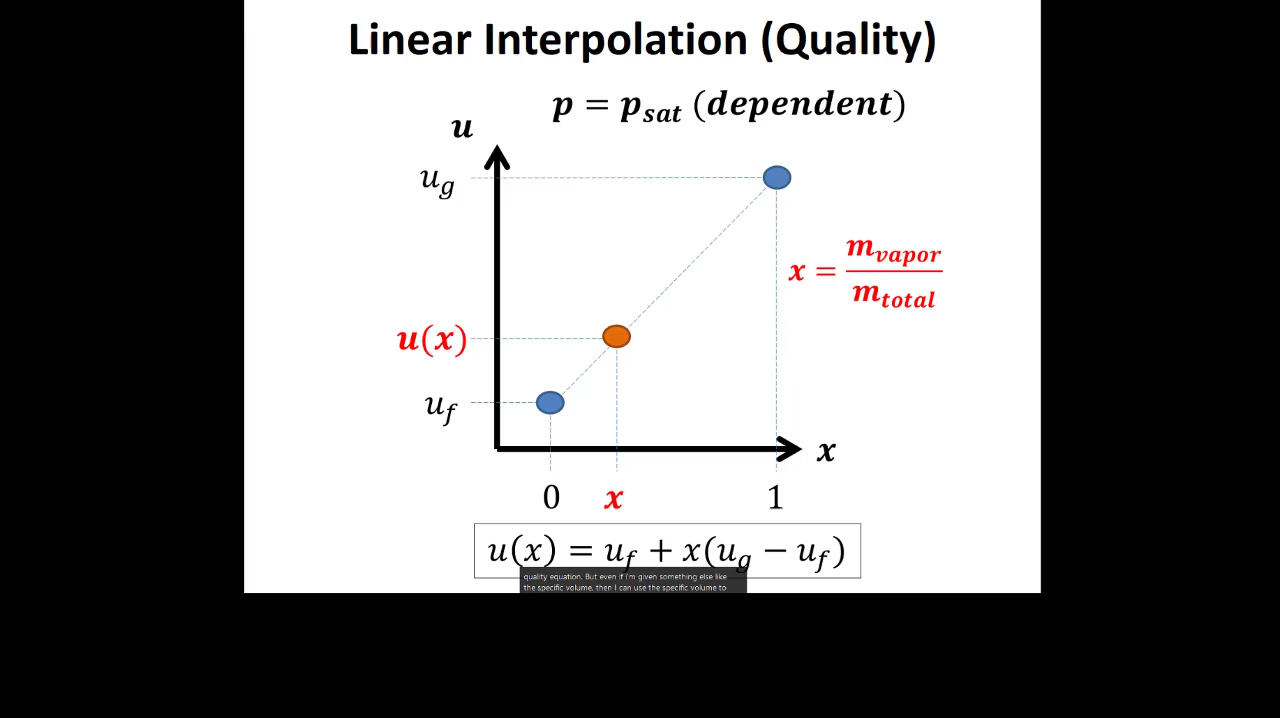 Linear Interpolation (Quality)
p = p_sat (dependent)
u
u_g
x = m_vapor / m_total
u(x)
u_f
x
0 x 1
u(x) = u_f + x(u_g − u_f)
quality equation. But even if I'm given something else like
the specific volume, then I can use the specific volume to